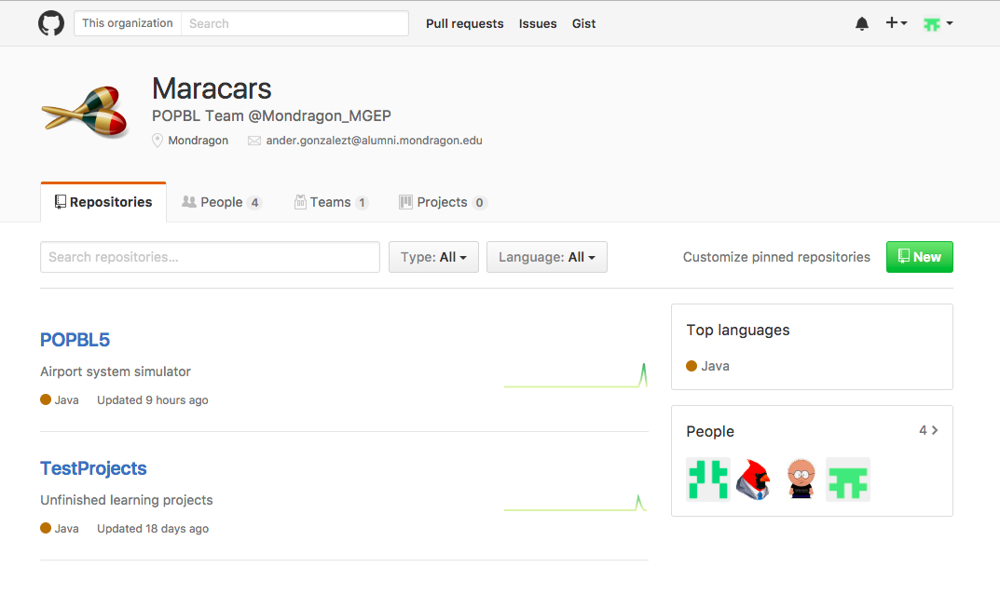 This organization Search Pull requests Issues Gist
Maracars
POPBL Team @Mondragon_MGEP
Mondragon ander.gonzalezt@alumni.mondragon.edu
Repositories People 4 Teams 1 Projects 0
Search repositories... Type: All Language: All Customize pinned repositories New
POPBL5
Airport system simulator
Java Updated 9 hours ago
TestProjects
Unfinished learning projects
Java Updated 18 days ago
Top languages
Java
People 4